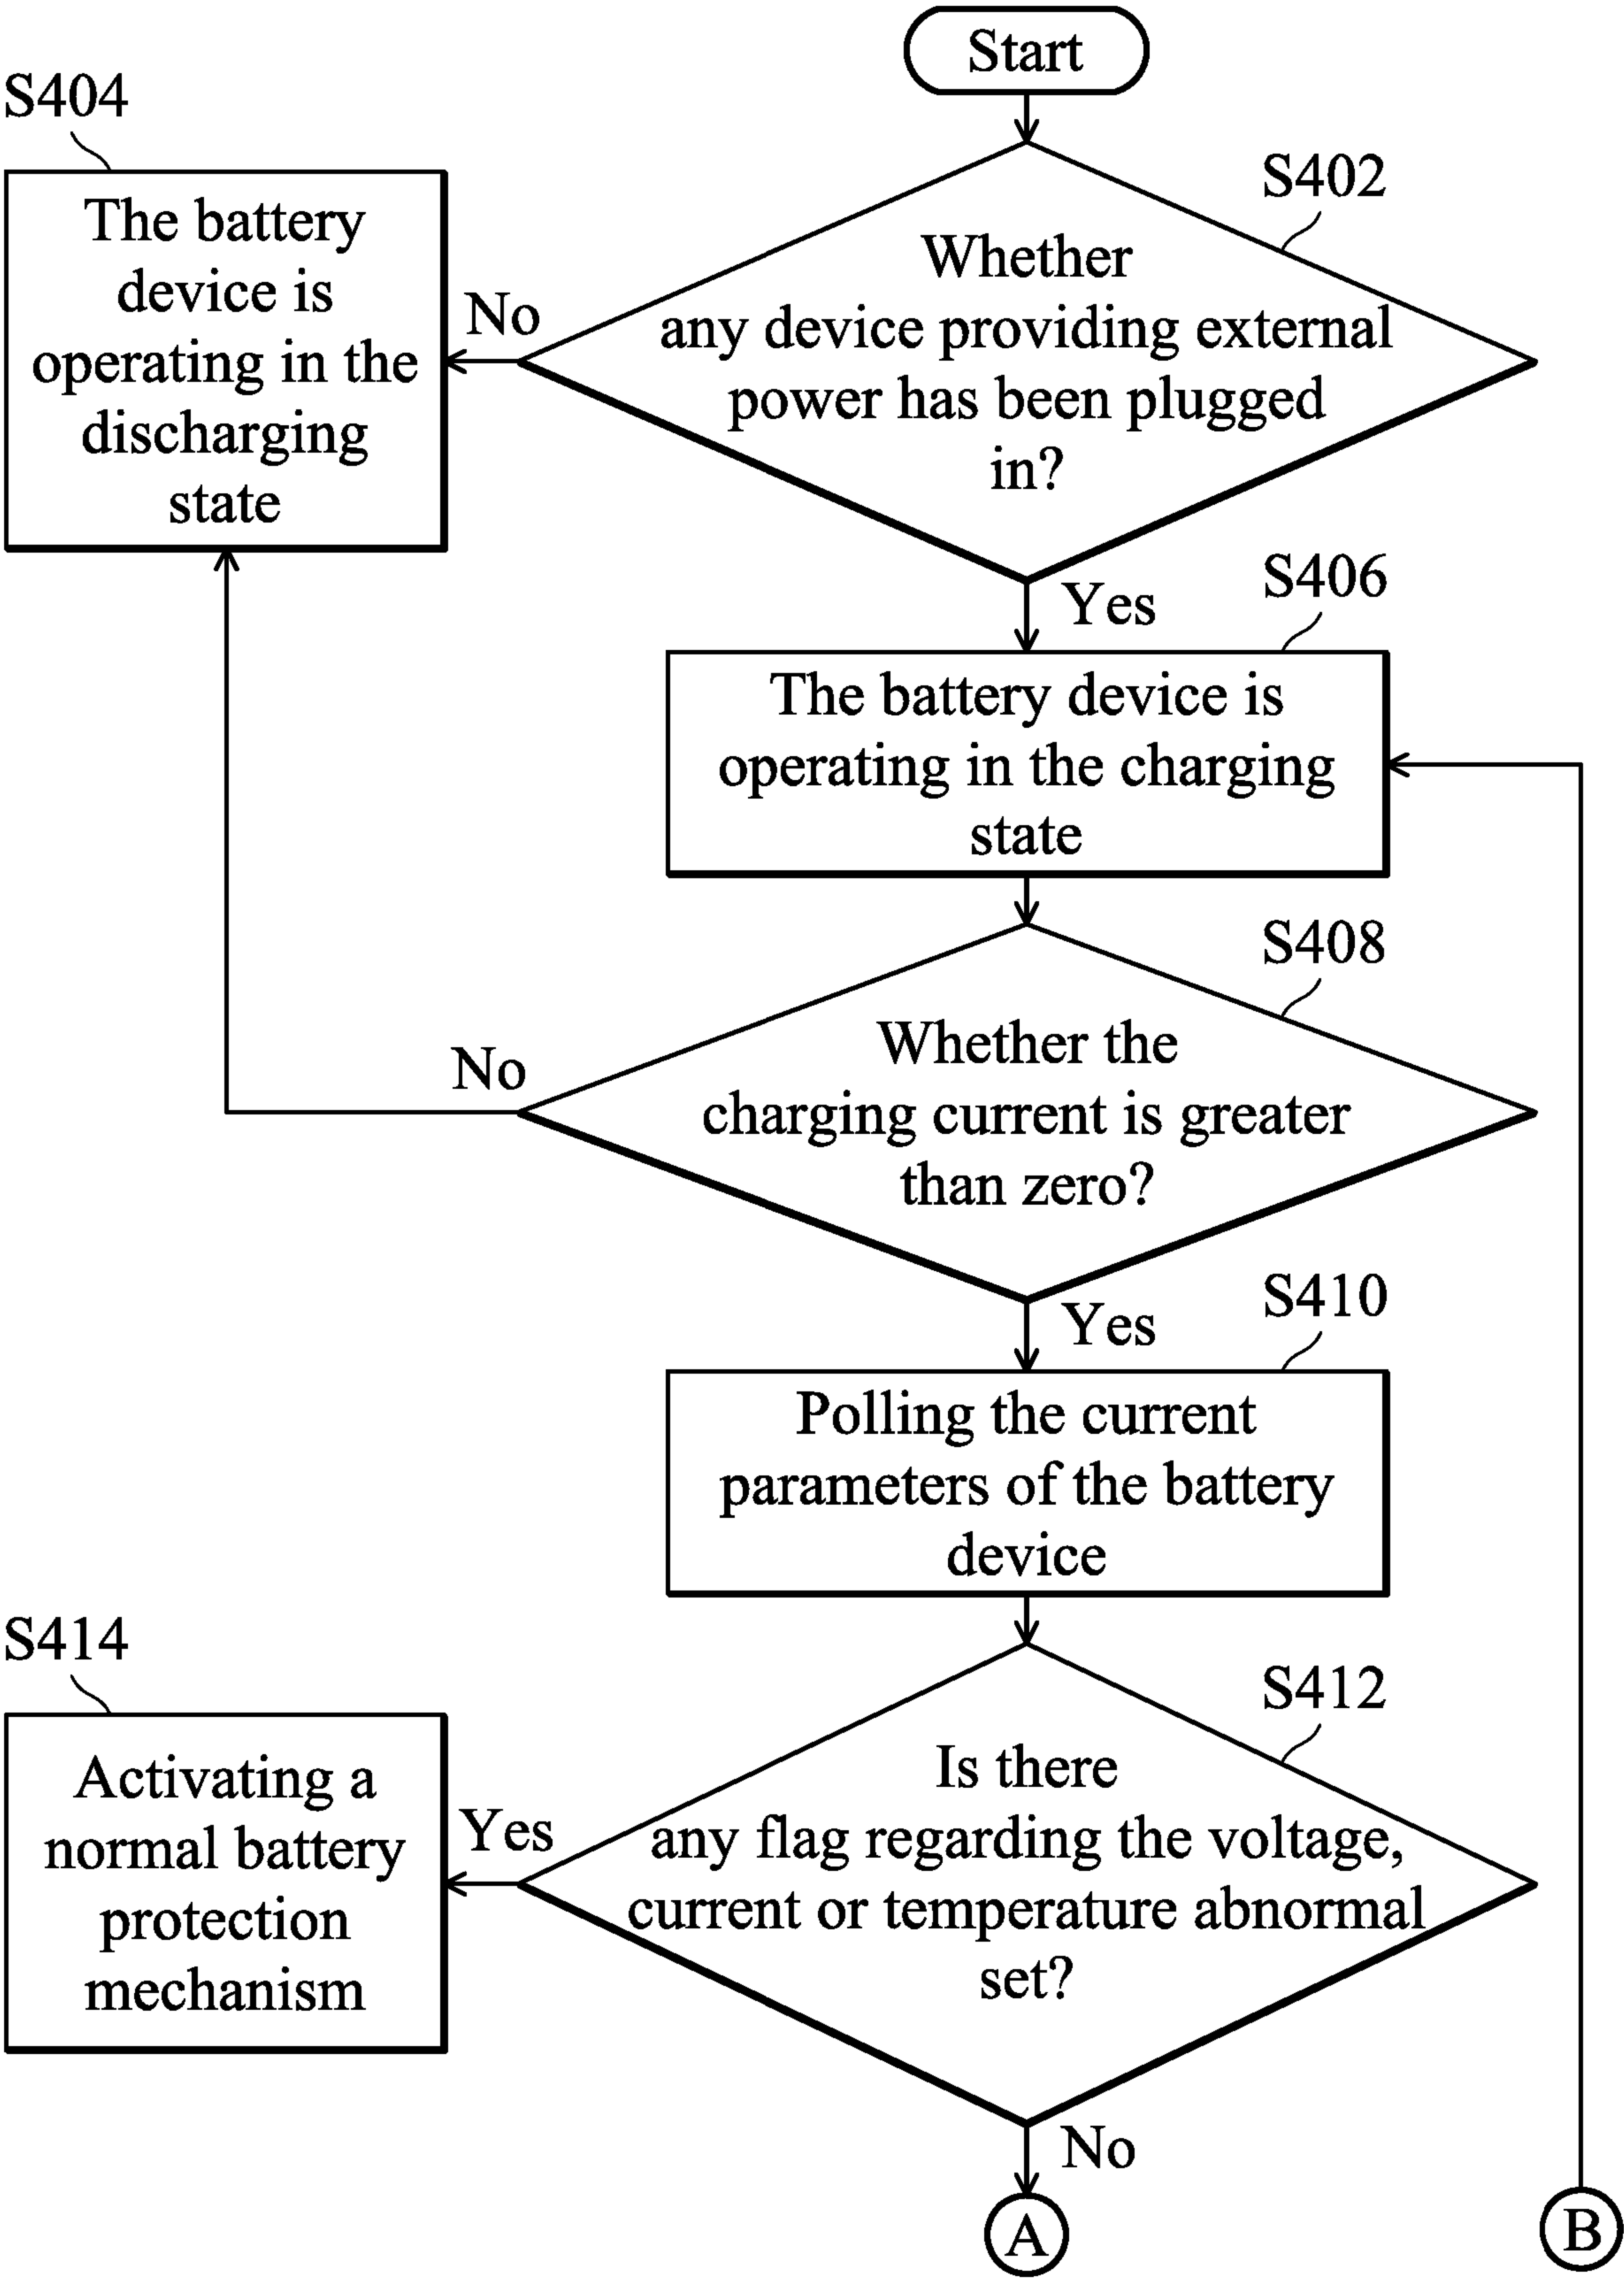 Start
S404
The battery
device is
operating in the
discharging
state
S402
Whether
any device providing external
power has been plugged
in?
No
Yes
S406
The battery device is
operating in the charging
state
S408
Whether the
charging current is greater
than zero?
No
Yes
S410
Polling the current
parameters of the battery
device
S414
Activating a
normal battery
protection
mechanism
S412
Is there
any flag regarding the voltage,
current or temperature abnormal
set?
Yes
No
A
B